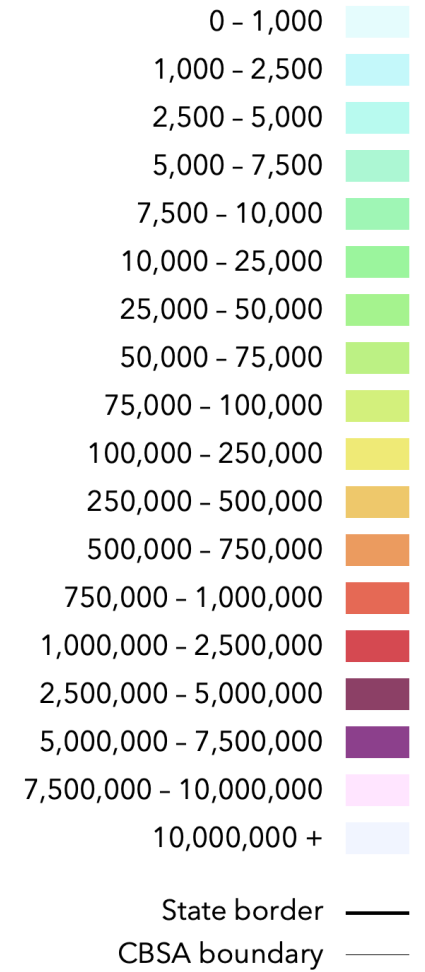 0 – 1,000
1,000 – 2,500
2,500 – 5,000
5,000 – 7,500
7,500 – 10,000
10,000 – 25,000
25,000 – 50,000
50,000 – 75,000
75,000 – 100,000
100,000 – 250,000
250,000 – 500,000
500,000 – 750,000
750,000 – 1,000,000
1,000,000 – 2,500,000
2,500,000 – 5,000,000
5,000,000 – 7,500,000
7,500,000 – 10,000,000
10,000,000 +
State border
CBSA boundary